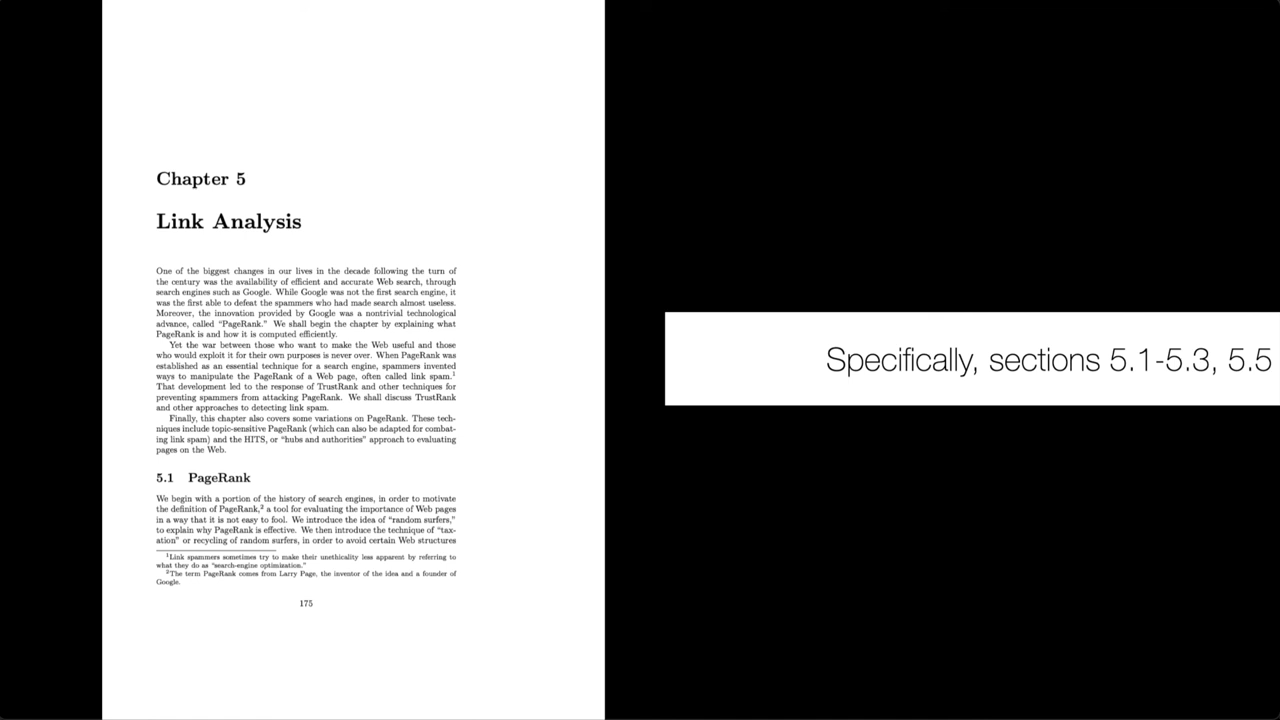 Chapter 5
Link Analysis
One of the biggest changes in our lives in the decade following the turn of
the century was the availability of efficient and accurate Web search, through
search engines such as Google. While Google was not the first search engine, it
was the first able to defeat the spammers who had made search almost useless.
Moreover, the innovation provided by Google was a nontrivial technological
advance, called “PageRank.” We shall begin the chapter by explaining what
PageRank is and how it is computed efficiently.
Yet the war between those who want to make the Web useful and those
who would exploit it for their own purposes is never over. When PageRank was
established as an essential technique for a search engine, spammers invented
ways to manipulate the PageRank of a Web page, often called link spam.1
That development led to the response of TrustRank and other techniques for
preventing spammers from attacking PageRank. We shall discuss TrustRank
and other approaches to detecting link spam.
Finally, this chapter also covers some variations on PageRank. These tech-
niques include topic-sensitive PageRank (which can also be adapted for combat-
ing link spam) and the HITS, or “hubs and authorities” approach to evaluating
pages on the Web.
5.1 PageRank
We begin with a portion of the history of search engines, in order to motivate
the definition of PageRank,2 a tool for evaluating the importance of Web pages
in a way that it is not easy to fool. We introduce the idea of “random surfers,”
to explain why PageRank is effective. We then introduce the technique of “tax-
ation” or recycling of random surfers, in order to avoid certain Web structures
1Link spammers sometimes try to make their unethicality less apparent by referring to
what they do as “search-engine optimization.”
2The term PageRank comes from Larry Page, the inventor of the idea and a founder of
Google.
175
Specifically, sections 5.1-5.3, 5.5